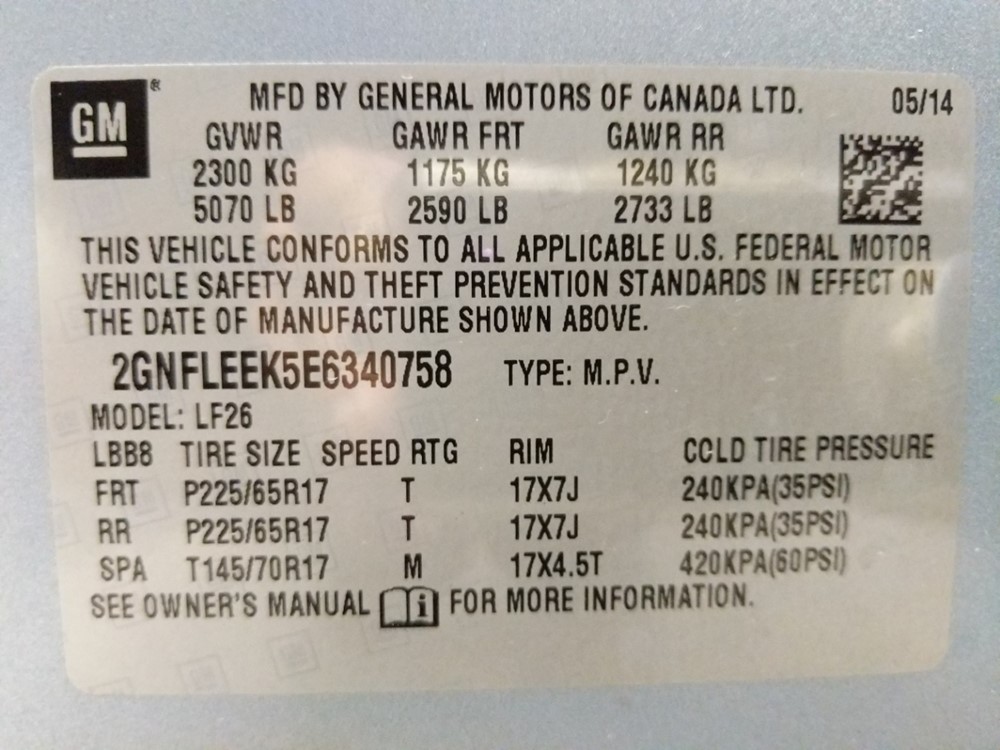 GM® MFD BY GENERAL MOTORS OF CANADA LTD. 05/14
GVWR GAWR FRT GAWR RR
2300 KG 1175 KG 1240 KG
5070 LB 2590 LB 2733 LB
THIS VEHICLE CONFORMS TO ALL APPLICABLE U.S. FEDERAL MOTOR
VEHICLE SAFETY AND THEFT PREVENTION STANDARDS IN EFFECT ON
THE DATE OF MANUFACTURE SHOWN ABOVE.
2GNFLEEK5E6340758 TYPE: M.P.V.
MODEL: LF26
LBB8 TIRE SIZE SPEED RTG RIM COLD TIRE PRESSURE
FRT P225/65R17 T 17X7J 240KPA(35PSI)
RR P225/65R17 T 17X7J 240KPA(35PSI)
SPA T145/70R17 M 17X4.5T 420KPA(60PSI)
SEE OWNER'S MANUAL i FOR MORE INFORMATION.